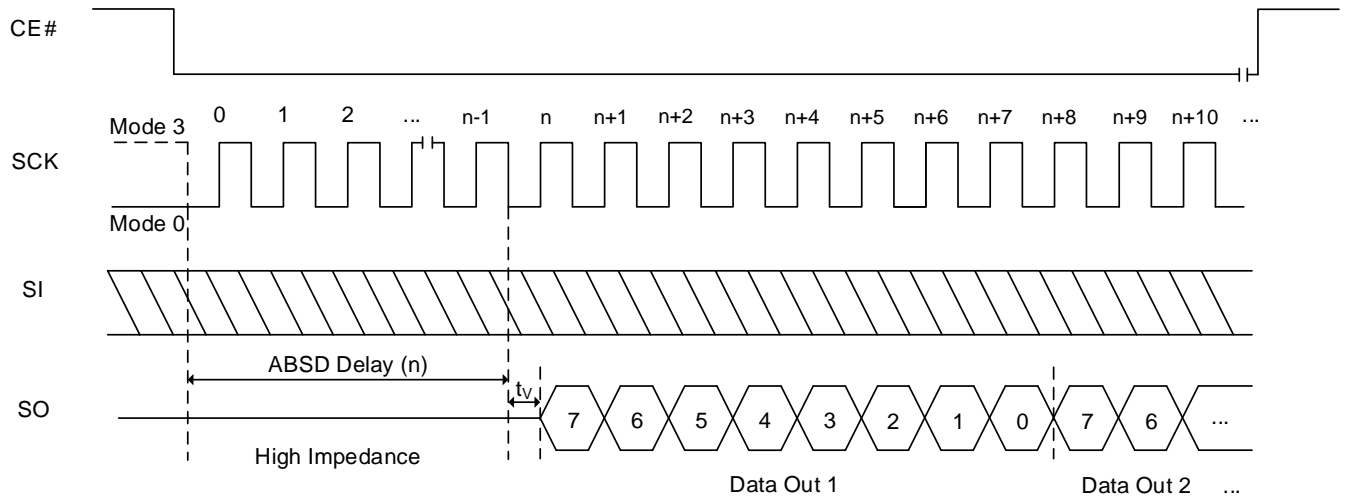 CE#
0 1 2 ... n-1 n n+1 n+2 n+3 n+4 n+5 n+6 n+7 n+8 n+9 n+10 ...
Mode 3
SCK
Mode 0
SI
ABSD Delay (n)
tV
SO
7 6 5 4 3 2 1 0 7 6 ...
High Impedance
Data Out 1 Data Out 2 ...